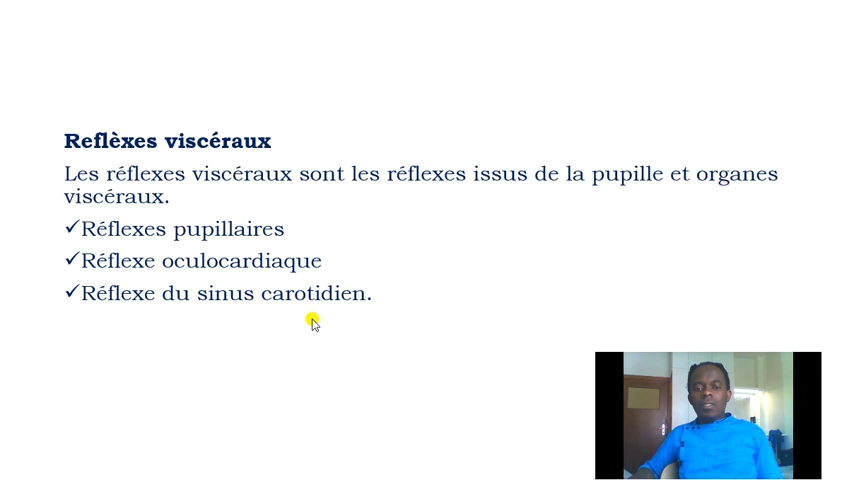 Reflèxes viscéraux
Les réflexes viscéraux sont les réflexes issus de la pupille et organes
viscéraux.
✓Réflexes pupillaires
✓Réflexe oculocardiaque
✓Réflexe du sinus carotidien.